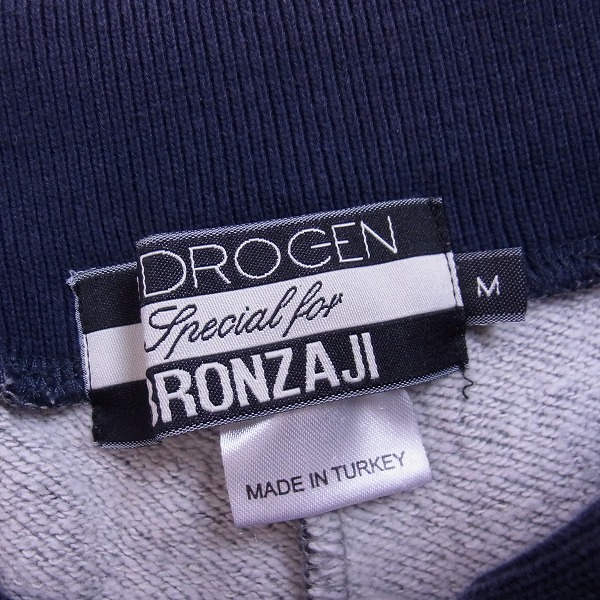 DROGEN
Special for
BRONZAJI
M
MADE IN TURKEY